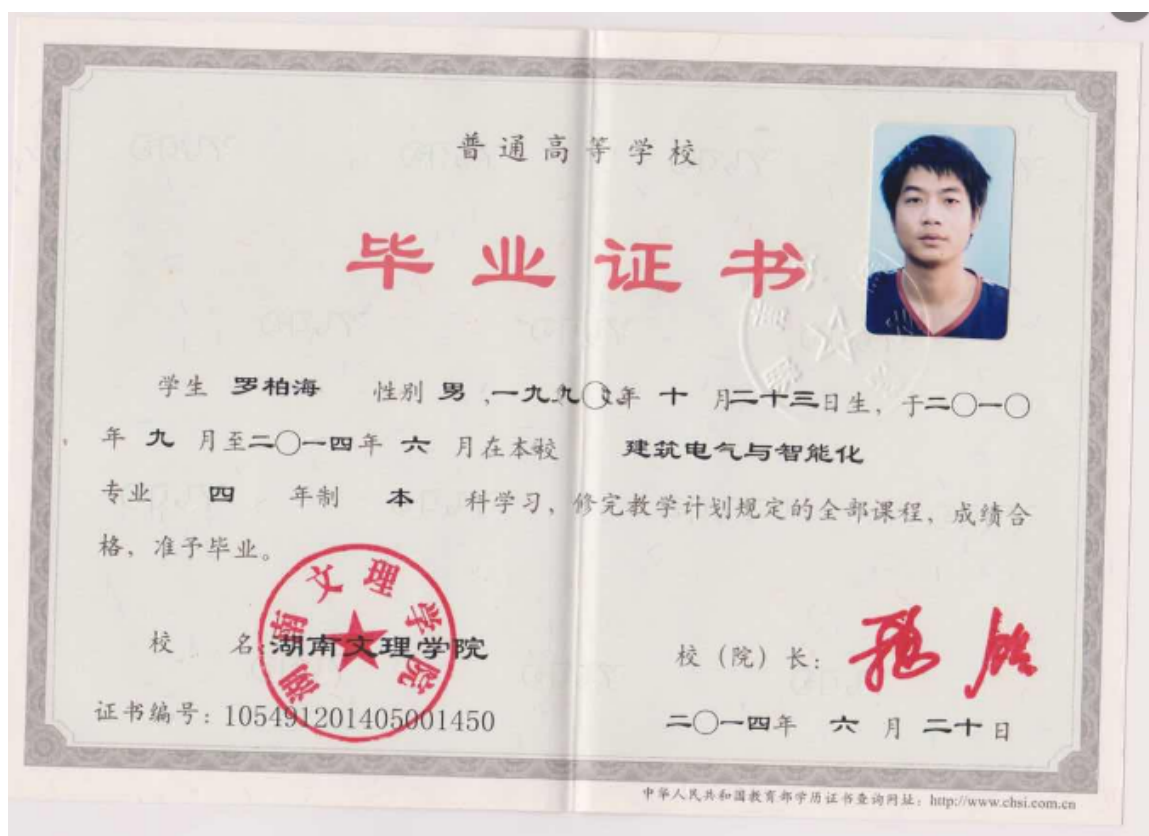 普通高等学校
毕业证书
学生 罗柏海 性别 男 ,一九九〇年 十 月二十三日生，于二〇一〇
年 九 月至二〇一四年 六 月在本校 建筑电气与智能化
专业 四 年制 本 科学习，修完教学计划规定的全部课程，成绩合
格，准予毕业。
湖南文理学院
校 名:湖南文理学院
校（院）长：
证书编号：105491201405001450
二〇一四年 六 月 二十日
中华人民共和国教育部学历证书查询网址：http://www.chsi.com.cn